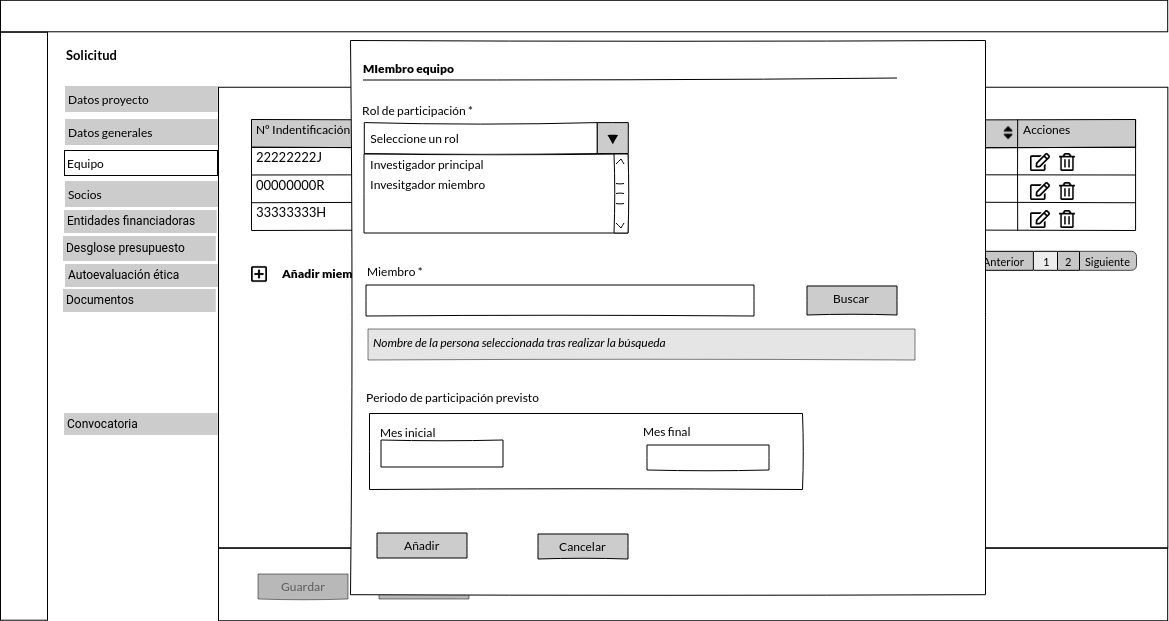 Solicitud
Datos proyecto
Datos generales
Equipo
Socios
Entidades financiadoras
Desglose presupuesto
Autoevaluación ética
Documentos
Convocatoria
Nº Indentificación
22222222J
00000000R
33333333H
Añadir miem
Acciones
Anterior 1 2 Siguiente
Guardar
MIembro equipo
Rol de participación *
Seleccione un rol
Investigador principal
Invesitgador miembro
Miembro *
Buscar
Nombre de la persona seleccionada tras realizar la búsqueda
Periodo de participación previsto
Mes inicial
Mes final
Añadir
Cancelar